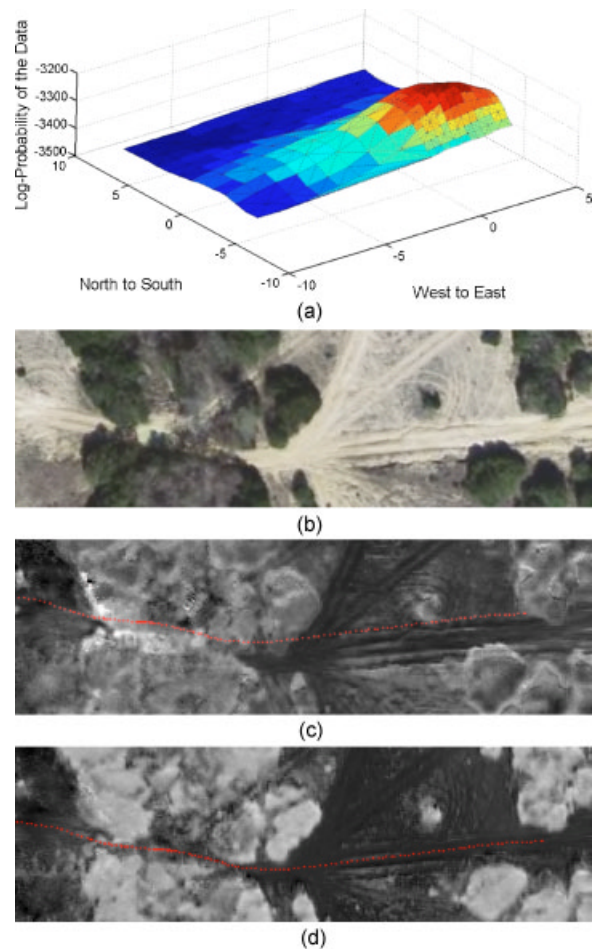 Log-Probability of the Data
-3200
-3300
-3400
-3500
10
5
0
-5
-10
-10
-5
0
5
North to South
West to East
(a)
(b)
(c)
(d)